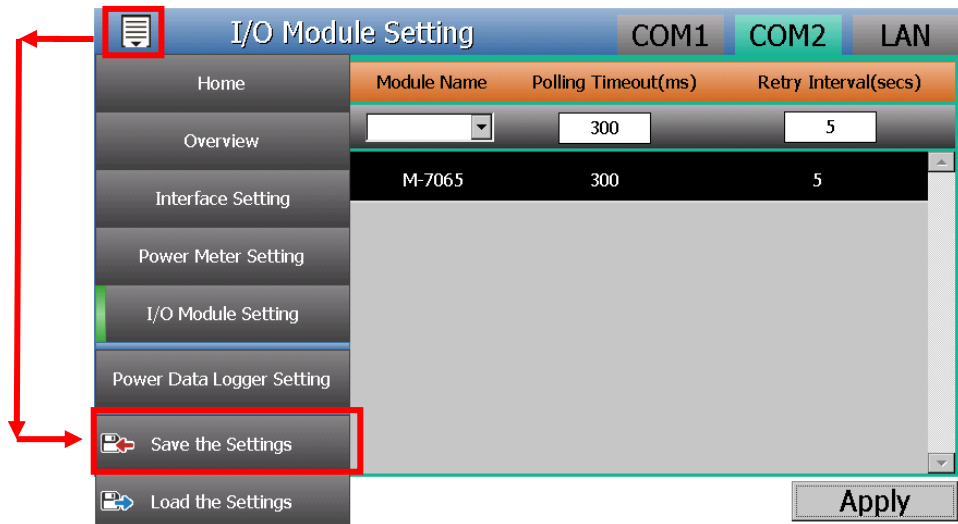 I/O Module Setting
COM1
COM2
LAN
Home
Overview
Interface Setting
Power Meter Setting
I/O Module Setting
Power Data Logger Setting
Save the Settings
Load the Settings
Module Name Polling Timeout(ms) Retry Interval(secs)
300 5
M-7065 300 5
Apply